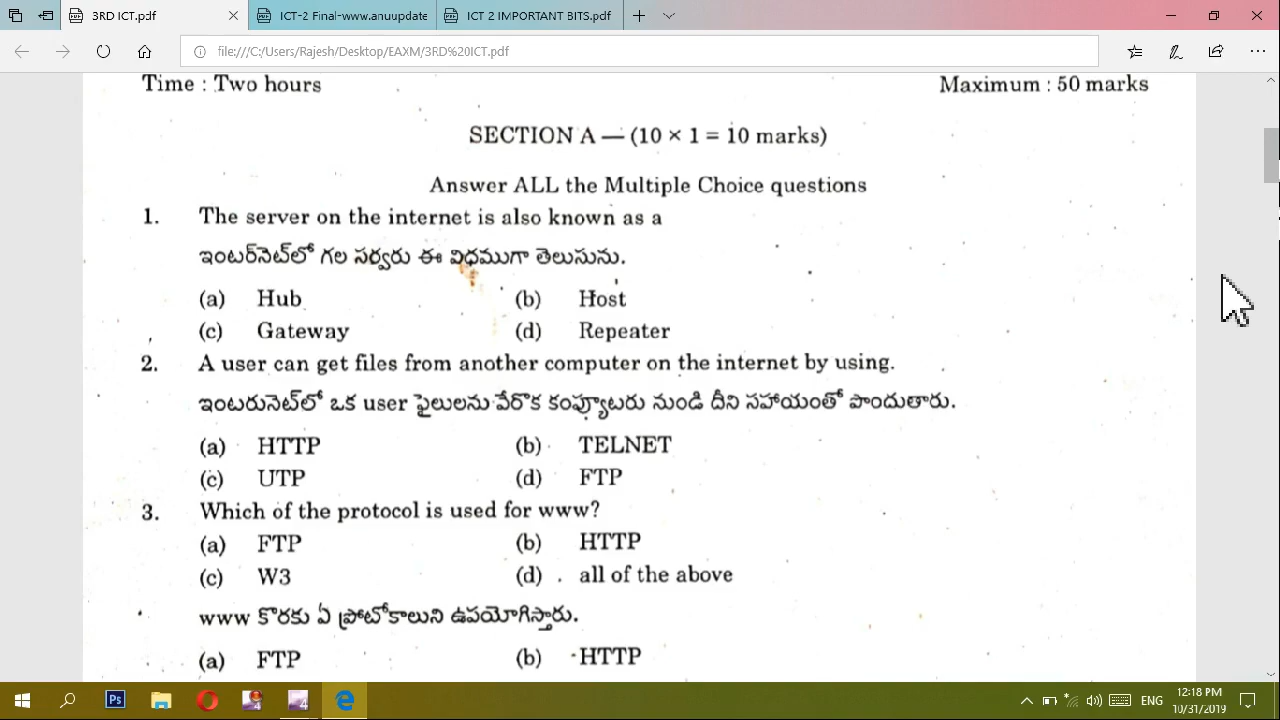 3RD ICT.pdf
ICT-2 Final-www.anuupdate
ICT 2 IMPORTANT BITS.pdf
file:///C:/Users/Rajesh/Desktop/EAXM/3RD%20ICT.pdf
Time : Two hours Maximum : 50 marks
SECTION A — (10 × 1 = 10 marks)
Answer ALL the Multiple Choice questions
1. The server on the internet is also known as a
ఇంటర్‌నెట్‌లో గల సర్వరు ఈ విధముగా తెలుసును.
(a) Hub (b) Host
(c) Gateway (d) Repeater
2. A user can get files from another computer on the internet by using.
ఇంటరునెట్‌లో ఒక user ఫైలులను వేరొక కంప్యూటరు నుండి దీని సహాయంతో పొందుతారు.
(a) HTTP (b) TELNET
(c) UTP (d) FTP
3. Which of the protocol is used for www?
(a) FTP (b) HTTP
(c) W3 (d) all of the above
www కొరకు ఏ ప్రోటోకాలుని ఉపయోగిస్తారు.
(a) FTP (b) HTTP
Ps
4
ENG
12:18 PM
10/31/2019